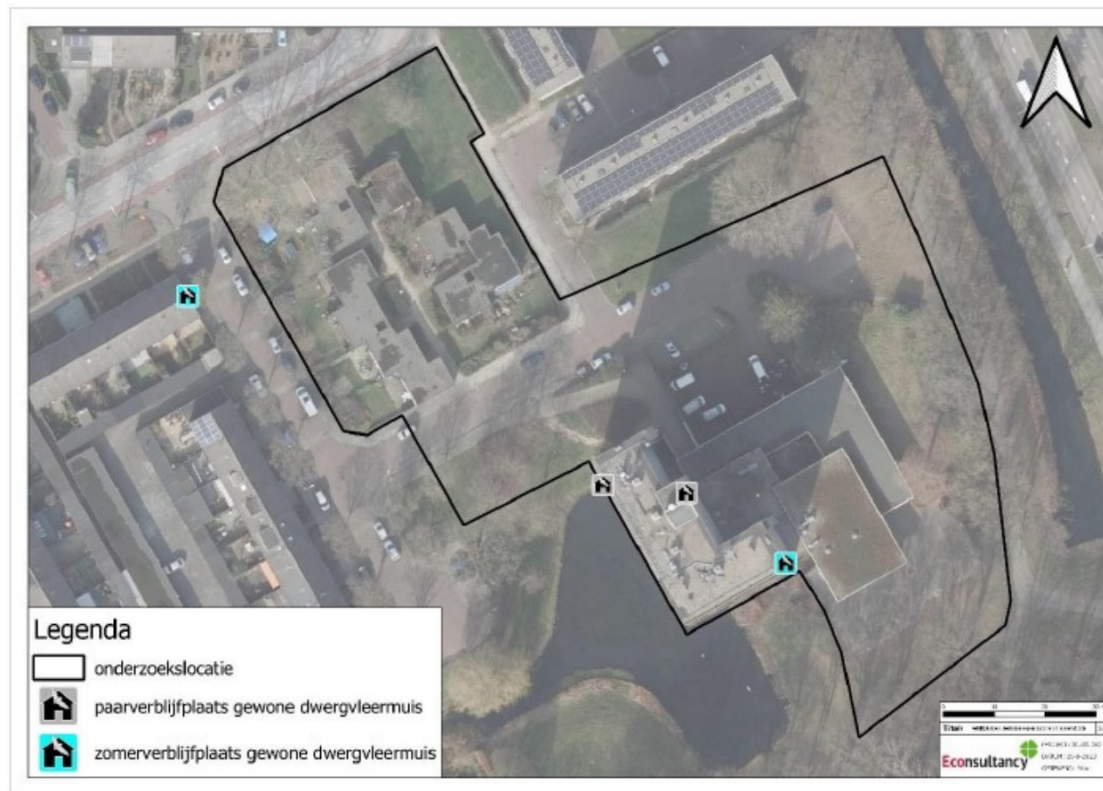 Legenda
onderzoekslocatie
paarverblijfplaats gewone dwergvleermuis
zomerverblijfplaats gewone dwergvleermuis
Econsultancy